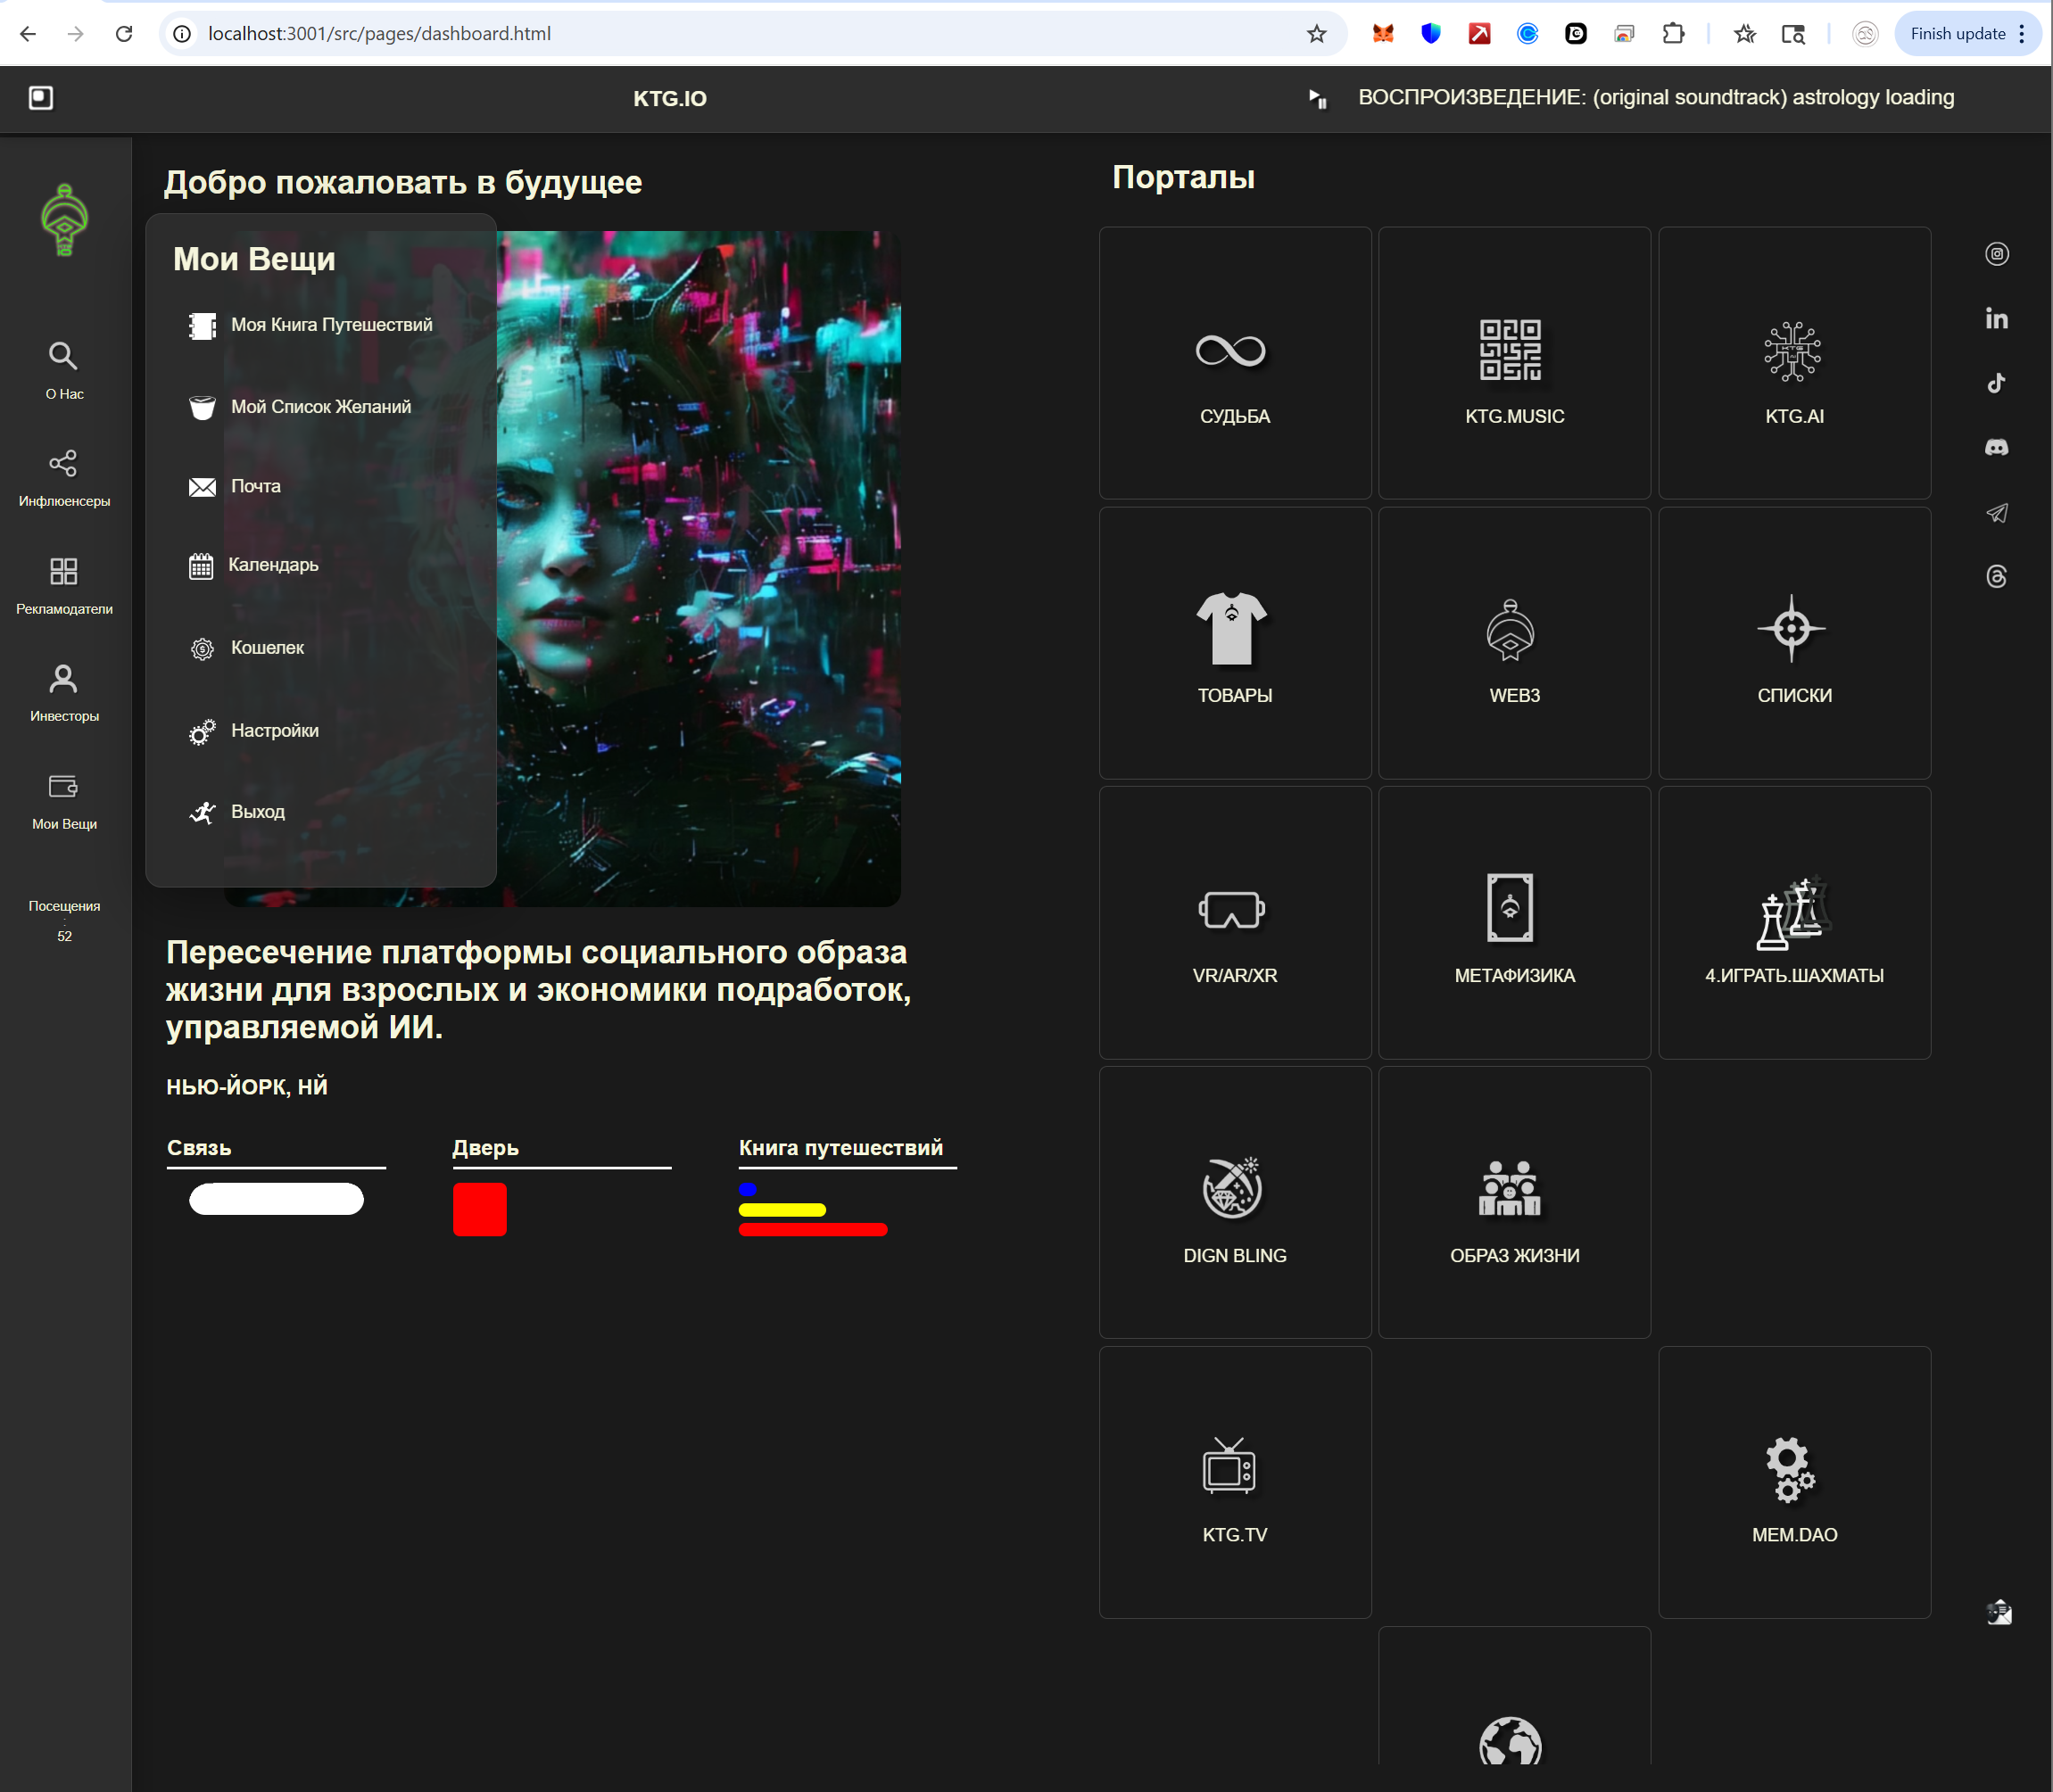 localhost:3001/src/pages/dashboard.html
Finish update
KTG.IO
ВОСПРОИЗВЕДЕНИЕ: (original soundtrack) astrology loading
О Нас
Инфлюенсеры
Рекламодатели
Инвесторы
Мои Вещи
Посещения
:
52
Добро пожаловать в будущее
Мои Вещи
Моя Книга Путешествий
Мой Список Желаний
Почта
Календарь
Кошелек
Настройки
Выход
Пересечение платформы социального образа
жизни для взрослых и экономики подработок,
управляемой ИИ.
НЬЮ-ЙОРК, НЙ
Связь
Дверь
Книга путешествий
Порталы
СУДЬБА
KTG.MUSIC
KTG.AI
ТОВАРЫ
WEB3
СПИСКИ
VR/AR/XR
МЕТАФИЗИКА
4.ИГРАТЬ.ШАХМАТЫ
DIGN BLING
ОБРАЗ ЖИЗНИ
KTG.TV
MEM.DAO